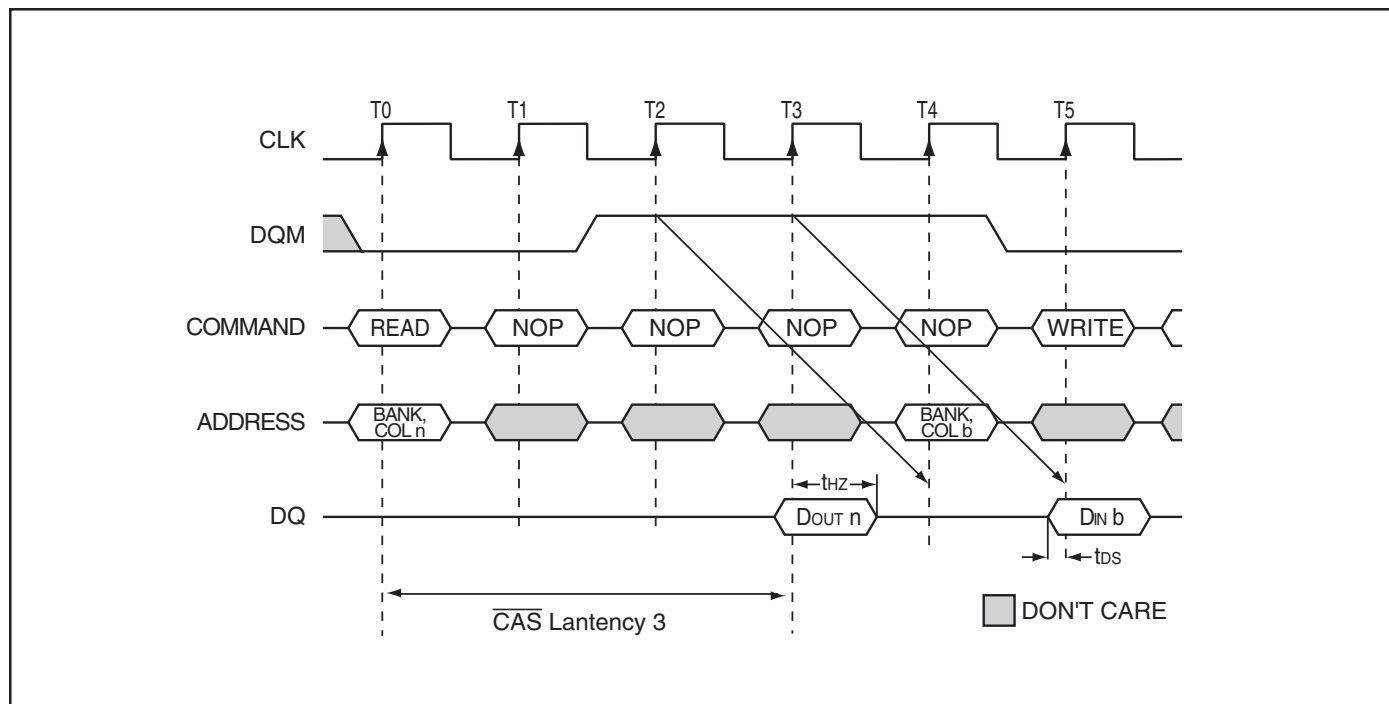 T0 T1 T2 T3 T4 T5
CLK
DQM
COMMAND READ NOP NOP NOP NOP WRITE
ADDRESS BANK, COL n BANK, COL b
tHZ
DQ DOUT n DIN b
tDS
CAS Lantency 3
DON'T CARE